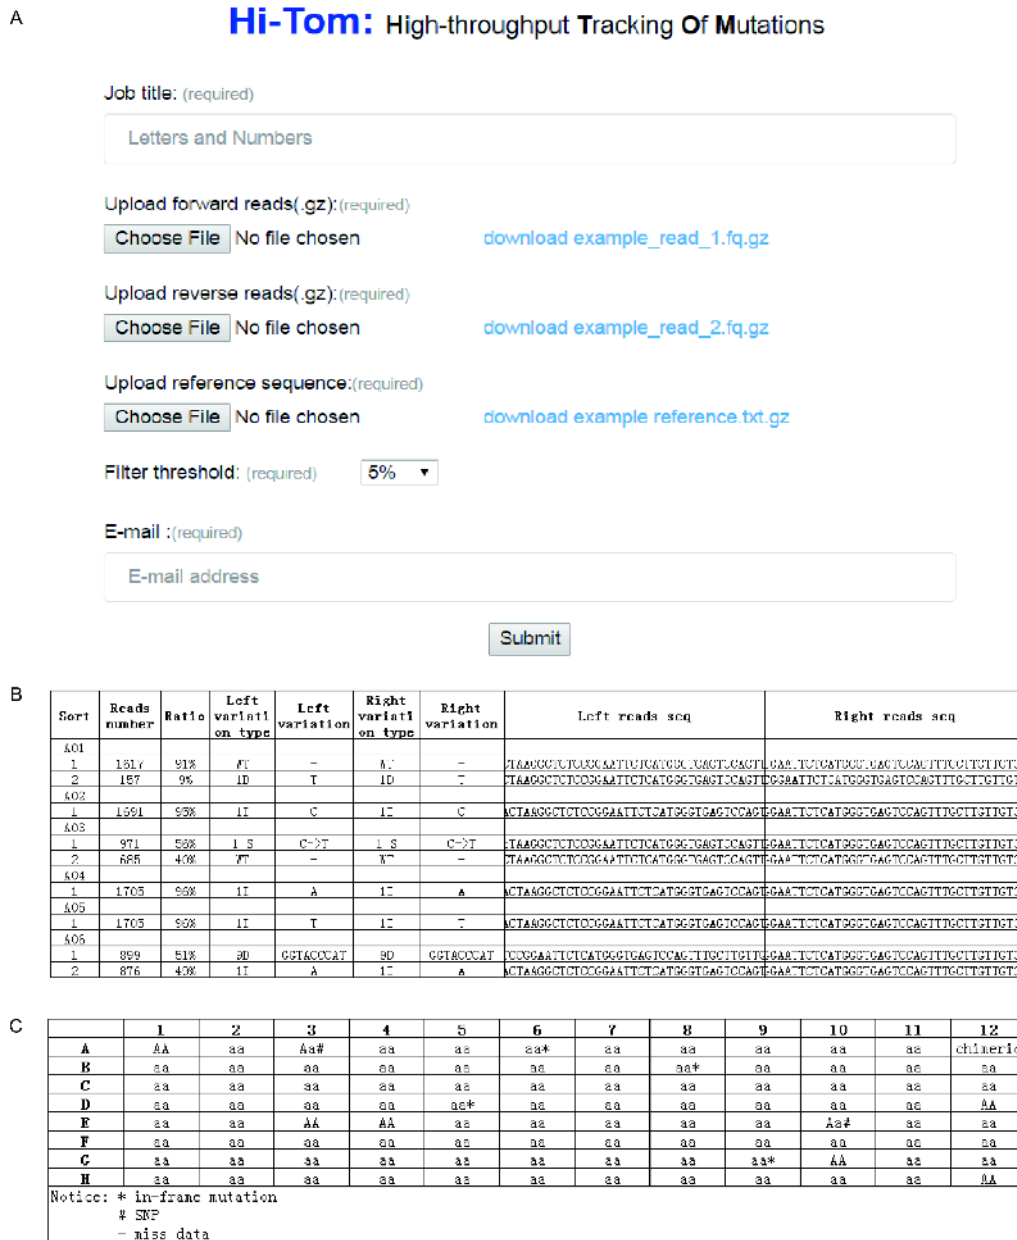 A
Hi-Tom: High-throughput Tracking Of Mutations
Job title: (required)
Letters and Numbers
Upload forward reads(.gz):(required)
Choose File No file chosen download example_read_1.fq.gz
Upload reverse reads(.gz):(required)
Choose File No file chosen download example_read_2.fq.gz
Upload reference sequence:(required)
Choose File No file chosen download example reference.txt.gz
Filter threshold: (required) 5%
E-mail :(required)
E-mail address
Submit
B
Sort Reads number Ratio Left variation type Left variation Right variation type Right variation Left reads seq Right reads seq
A01
1 1617 91% WT - WT -
2 157 9% 1D T 1D T
A02
1 1691 95% 1I C 1I C
A03
1 971 56% 1 S C->T 1 S C->T
2 685 40% WT - WT -
A04
1 1705 96% 1I A 1I A
A05
1 1705 96% 1I T 1I T
A06
1 899 51% 9D 9D
2 876 1I A 1I A
C
1 2 3 4 5 6 7 8 9 10 11 12
A AA aa Aa# aa aa aa* aa aa aa aa aa chimeric
B aa aa aa aa aa aa aa aa* aa aa aa aa
C aa aa aa aa aa aa aa aa aa aa aa aa
D aa aa aa aa aa* aa aa aa aa aa aa AA
E aa aa AA AA aa aa aa aa aa Aa# aa aa
F aa aa aa aa aa aa aa aa aa aa aa aa
G aa aa aa aa aa aa aa aa aa* AA aa aa
H aa aa aa aa aa aa aa aa aa aa aa AA
Notice: * in-frame mutation
# SNP
- miss data